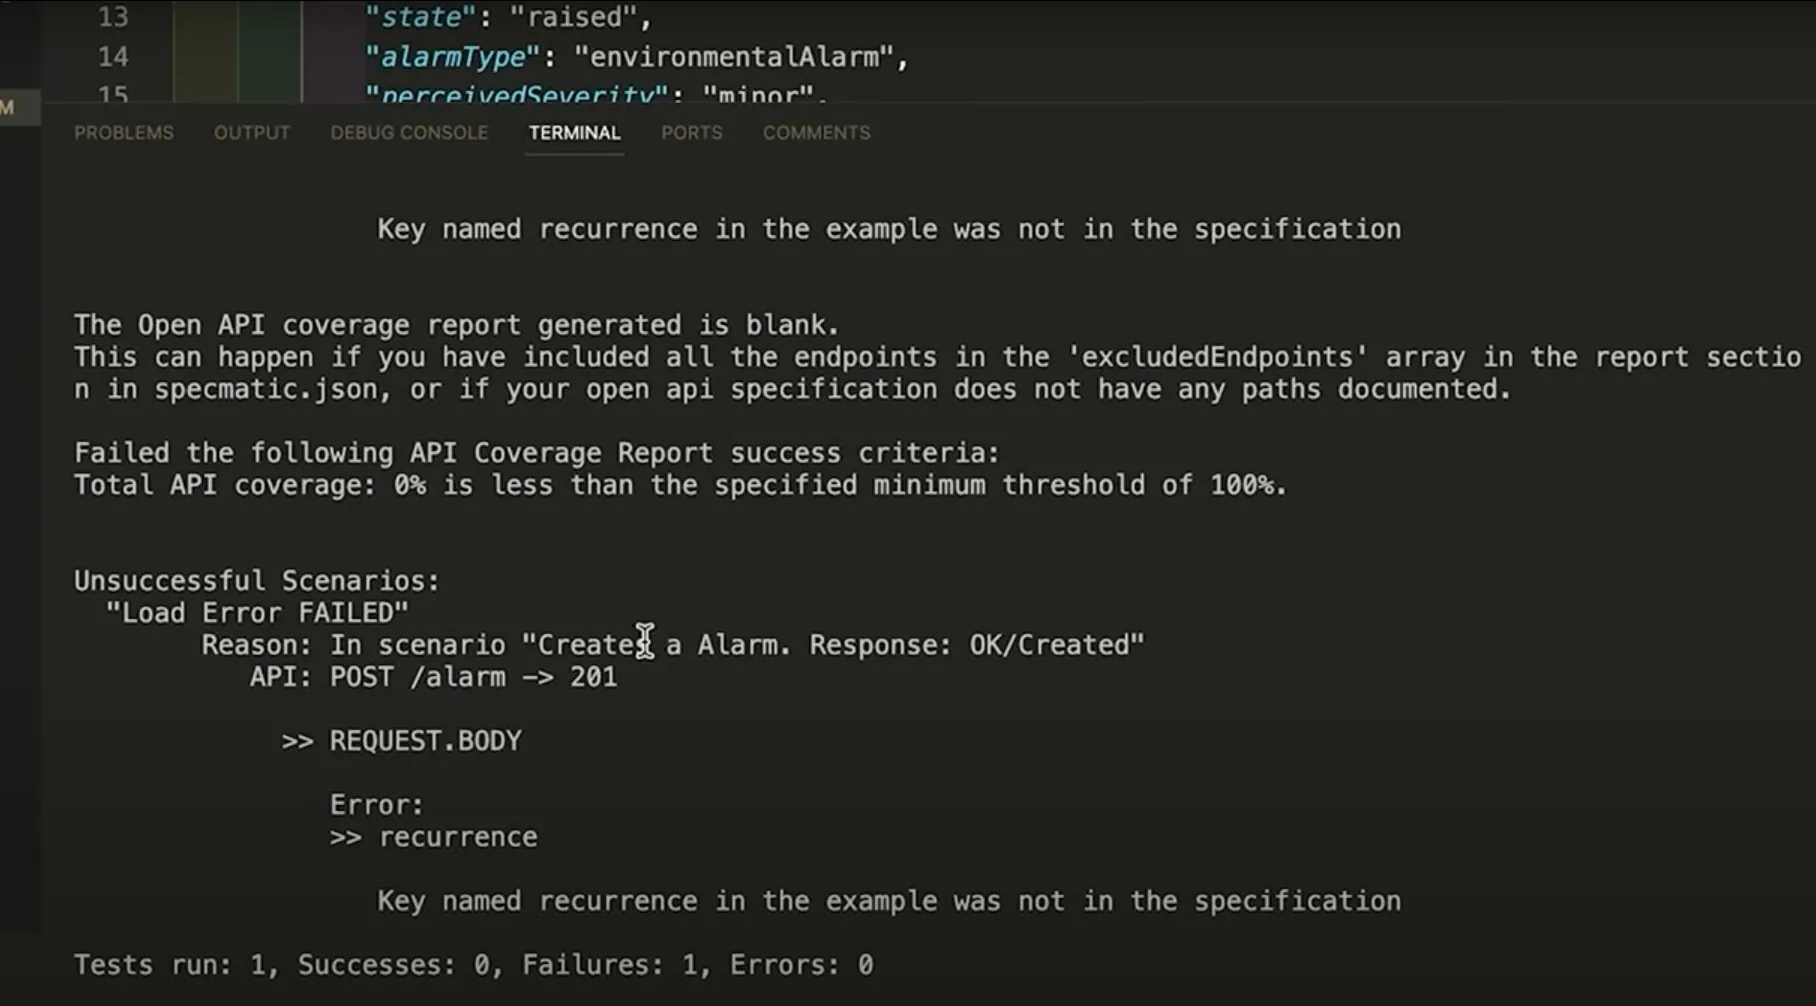 13 "state": "raised",
14 "alarmType": "environmentalAlarm",
15 "perceivedSeverity": "minor",
M
PROBLEMS OUTPUT DEBUG CONSOLE TERMINAL PORTS COMMENTS
Key named recurrence in the example was not in the specification
The Open API coverage report generated is blank.
This can happen if you have included all the endpoints in the 'excludedEndpoints' array in the report sectio
n in specmatic.json, or if your open api specification does not have any paths documented.
Failed the following API Coverage Report success criteria:
Total API coverage: 0% is less than the specified minimum threshold of 100%.
Unsuccessful Scenarios:
"Load Error FAILED"
Reason: In scenario "Creates a Alarm. Response: OK/Created"
API: POST /alarm -> 201
>> REQUEST.BODY
Error:
>> recurrence
Key named recurrence in the example was not in the specification
Tests run: 1, Successes: 0, Failures: 1, Errors: 0